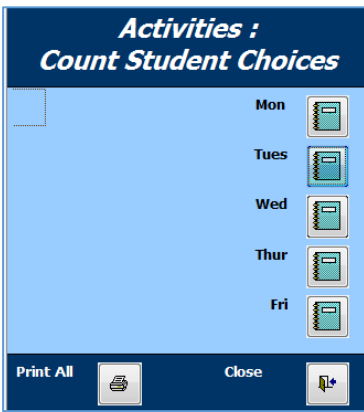 Activities :
Count Student Choices
Mon
Tues
Wed
Thur
Fri
Print All Close